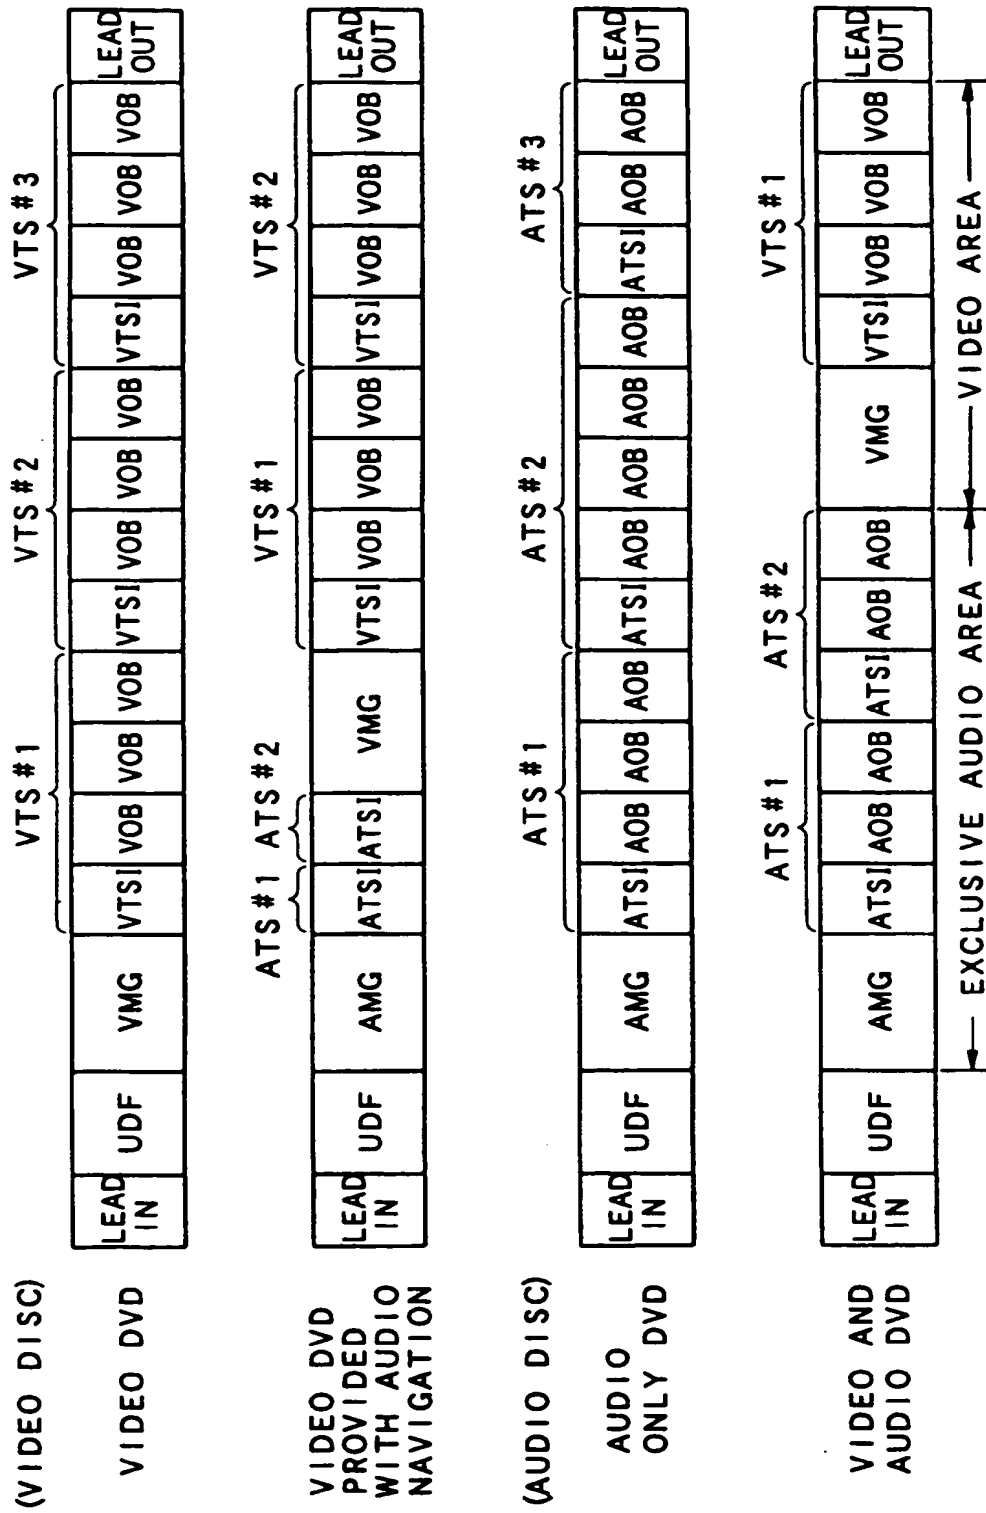 (VIDEO DISC)
VTS#1 VTS#2 VTS#3
VIDEO DVD
LEAD IN UDF VMG VTSI VOB VOB VOB VTSI VOB VOB VOB VTSI VOB VOB VOB LEAD OUT
ATS#1 ATS#2 VTS#1 VTS#2
VIDEO DVD
PROVIDED
WITH AUDIO
NAVIGATION
LEAD IN UDF AMG ATSI ATSI VMG VTSI VOB VOB VOB VTSI VOB VOB VOB LEAD OUT
(AUDIO DISC)
ATS#1 ATS#2 ATS#3
AUDIO
ONLY DVD
LEAD IN UDF AMG ATSI AOB AOB AOB ATSI AOB AOB AOB AOB ATSI AOB AOB LEAD OUT
ATS#1 ATS#2 VTS#1
VIDEO AND
AUDIO DVD
LEAD IN UDF AMG ATSI AOB AOB ATSI AOB AOB VMG VTSI VOB VOB VOB LEAD OUT
EXCLUSIVE AUDIO AREA VIDEO AREA